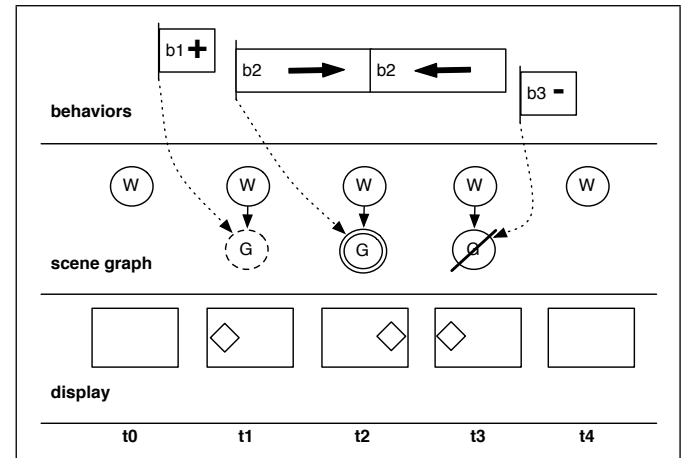 b1 +
b2 b2
b3 -
behaviors
W W W W W
G G G
scene graph
display
t0 t1 t2 t3 t4